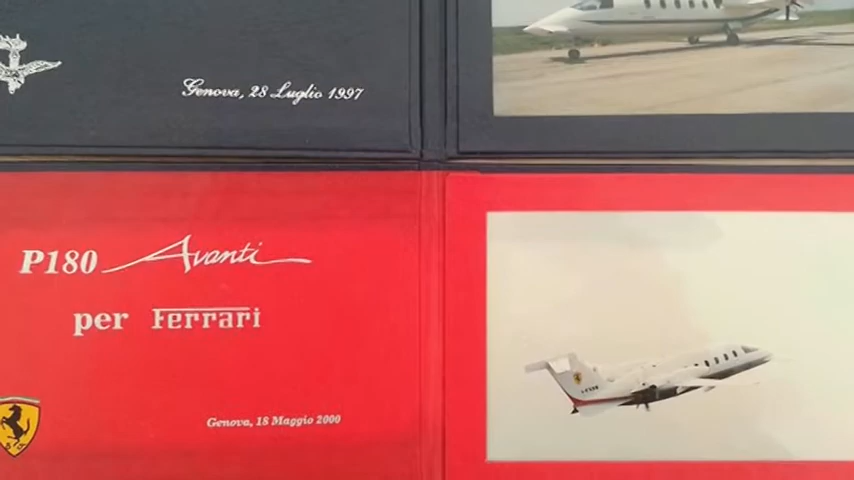 Genova, 28 Luglio 1997
P180 Avanti
per Ferrari
Genova, 18 Maggio 2000